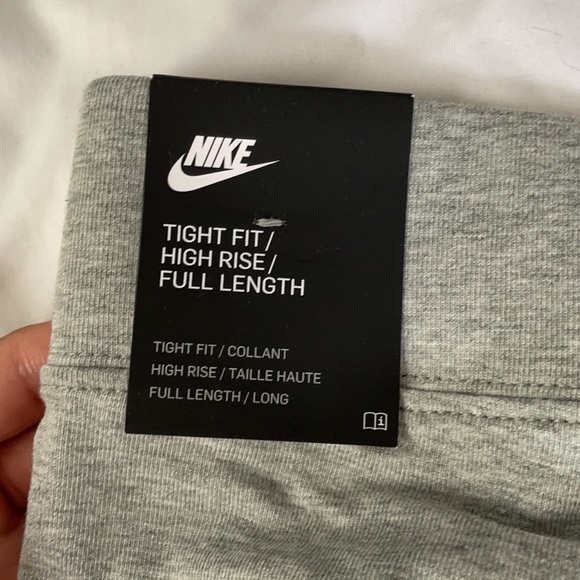 NIKE
TIGHT FIT/
HIGH RISE/
FULL LENGTH
TIGHT FIT / COLLANT
HIGH RISE / TAILLE HAUTE
FULL LENGTH / LONG
i